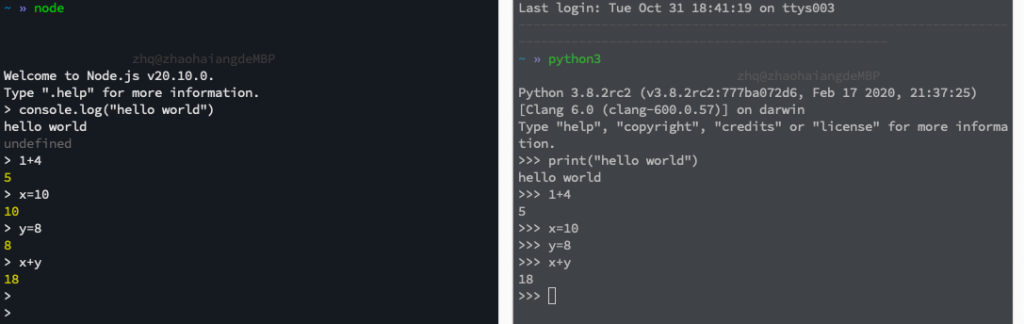 ~ » node
zhq@zhaohaiangdeMBP
Welcome to Node.js v20.10.0.
Type ".help" for more information.
> console.log("hello world")
hello world
undefined
> 1+4
5
> x=10
10
> y=8
8
> x+y
18
>
>
Last login: Tue Oct 31 18:41:19 on ttys003
~ » python3
zhq@zhaohaiangdeMBP
Python 3.8.2rc2 (v3.8.2rc2:777ba072d6, Feb 17 2020, 21:37:25)
[Clang 6.0 (clang-600.0.57)] on darwin
Type "help", "copyright", "credits" or "license" for more informa
tion.
>>> print("hello world")
hello world
>>> 1+4
5
>>> x=10
>>> y=8
>>> x+y
18
>>>